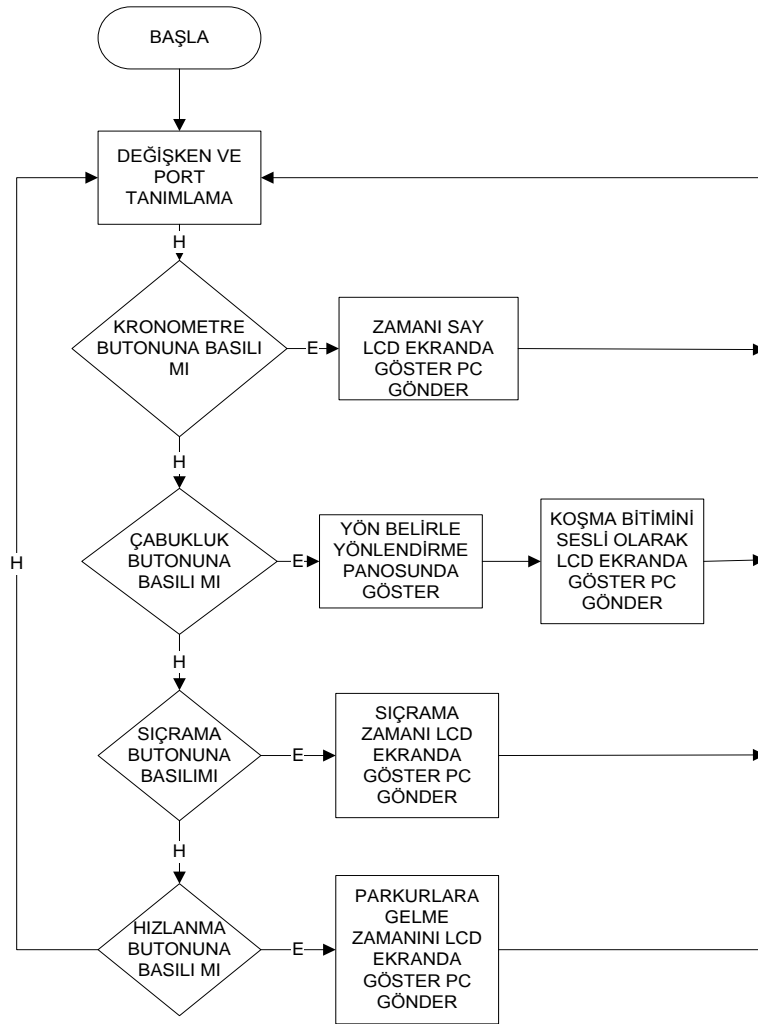 BAŞLA
DEĞİŞKEN VE
PORT
TANIMLAMA
H
KRONOMETRE
BUTONUNA BASILI
MI
E
ZAMANI SAY
LCD EKRANDA
GÖSTER PC
GÖNDER
H
ÇABUKLUK
BUTONUNA
BASILI MI
E
YÖN BELİRLE
YÖNLENDİRME
PANOSUNDA
GÖSTER
KOŞMA BİTİMİNİ
SESLİ OLARAK
LCD EKRANDA
GÖSTER PC
GÖNDER
H
H
SIÇRAMA
BUTONUNA
BASILIMI
E
SIÇRAMA
ZAMANI LCD
EKRANDA
GÖSTER PC
GÖNDER
H
HIZLANMA
BUTONUNA
BASILI MI
E
PARKURLARA
GELME
ZAMANINI LCD
EKRANDA
GÖSTER PC
GÖNDER